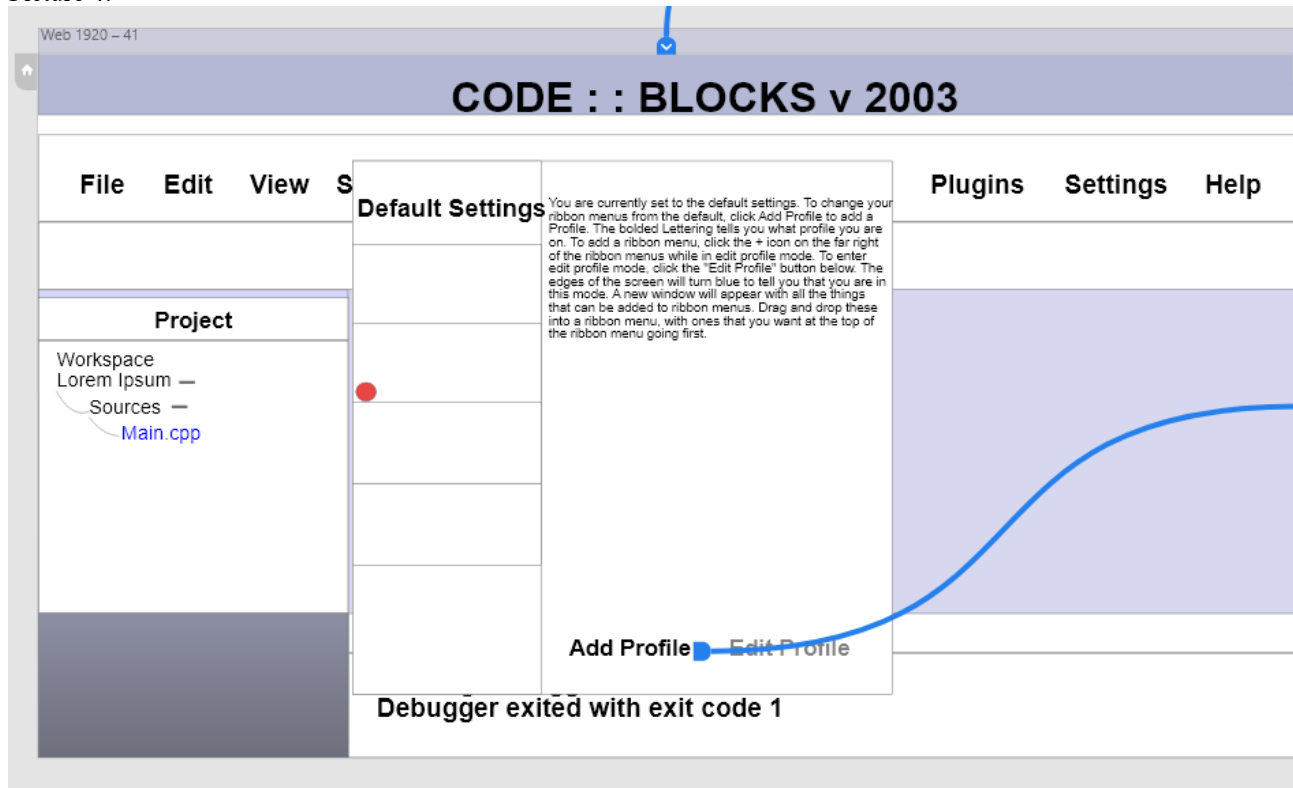 Web 1920 – 41
CODE : : BLOCKS v 2003
File Edit View S Plugins Settings Help
Default Settings
You are currently set to the default settings. To change your
ribbon menus from the default, click Add Profile to add a
Profile. The bolded Lettering tells you what profile you are
on. To add a ribbon menu, click the + icon on the far right
of the ribbon menus while in edit profile mode. To enter
edit profile mode, click the "Edit Profile" button below. The
edges of the screen will turn blue to tell you that you are in
this mode. A new window will appear with all the things
that can be added to ribbon menus. Drag and drop these
into a ribbon menu, with ones that you want at the top of
the ribbon menu going first.
Project
Workspace
Lorem Ipsum —
Sources —
Main.cpp
Add Profile Edit Profile
Debugger exited with exit code 1